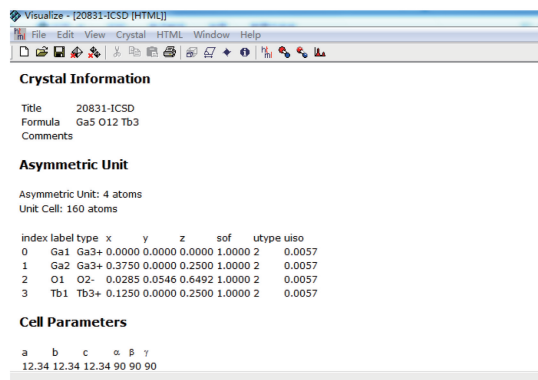 Visualize - [20831-ICSD [HTML]]
File Edit View Crystal HTML Window Help
Crystal Information
Title 20831-ICSD
Formula Ga5 O12 Tb3
Comments
Asymmetric Unit
Asymmetric Unit: 4 atoms
Unit Cell: 160 atoms
index label type x y z sof utype uiso
0 Ga1 Ga3+ 0.0000 0.0000 0.0000 1.0000 2 0.0057
1 Ga2 Ga3+ 0.3750 0.0000 0.2500 1.0000 2 0.0057
2 O1 O2- 0.0285 0.0546 0.6492 1.0000 2 0.0057
3 Tb1 Tb3+ 0.1250 0.0000 0.2500 1.0000 2 0.0057
Cell Parameters
a b c α β γ
12.34 12.34 12.34 90 90 90